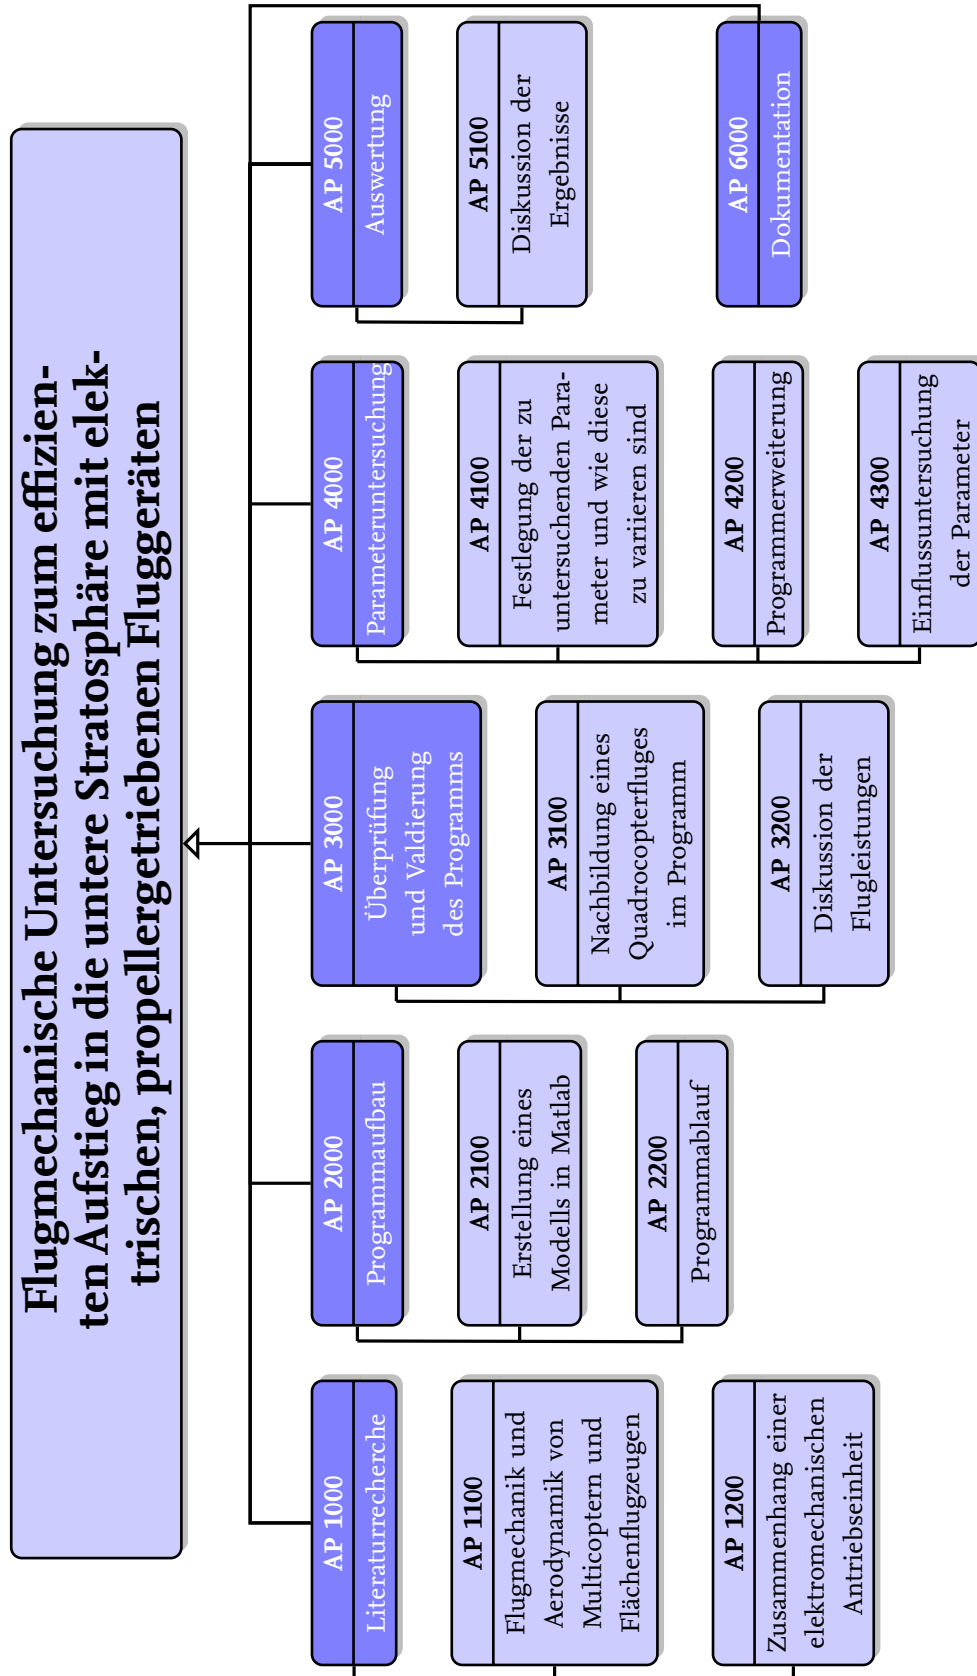 Flugmechanische Untersuchung zum effizien-
ten Aufstieg in die untere Stratosphäre mit elek-
trischen, propellergetriebenen Fluggeräten
AP 1000
Literaturrecherche
AP 1100
Flugmechanik und
Aerodynamik von
Multicoptern und
Flächenflugzeugen
AP 1200
Zusammenhang einer
elektromechanischen
Antriebseinheit
AP 2000
Programmaufbau
AP 2100
Erstellung eines
Modells in Matlab
AP 2200
Programmablauf
AP 3000
Überprüfung
und Valdierung
des Programms
AP 3100
Nachbildung eines
Quadrocopterfluges
im Programm
AP 3200
Diskussion der
Flugleistungen
AP 4000
Parameteruntersuchung
AP 4100
Festlegung der zu
untersuchenden Para-
meter und wie diese
zu variieren sind
AP 4200
Programmerweiterung
AP 4300
Einflussuntersuchung
der Parameter
AP 5000
Auswertung
AP 5100
Diskussion der
Ergebnisse
AP 6000
Dokumentation